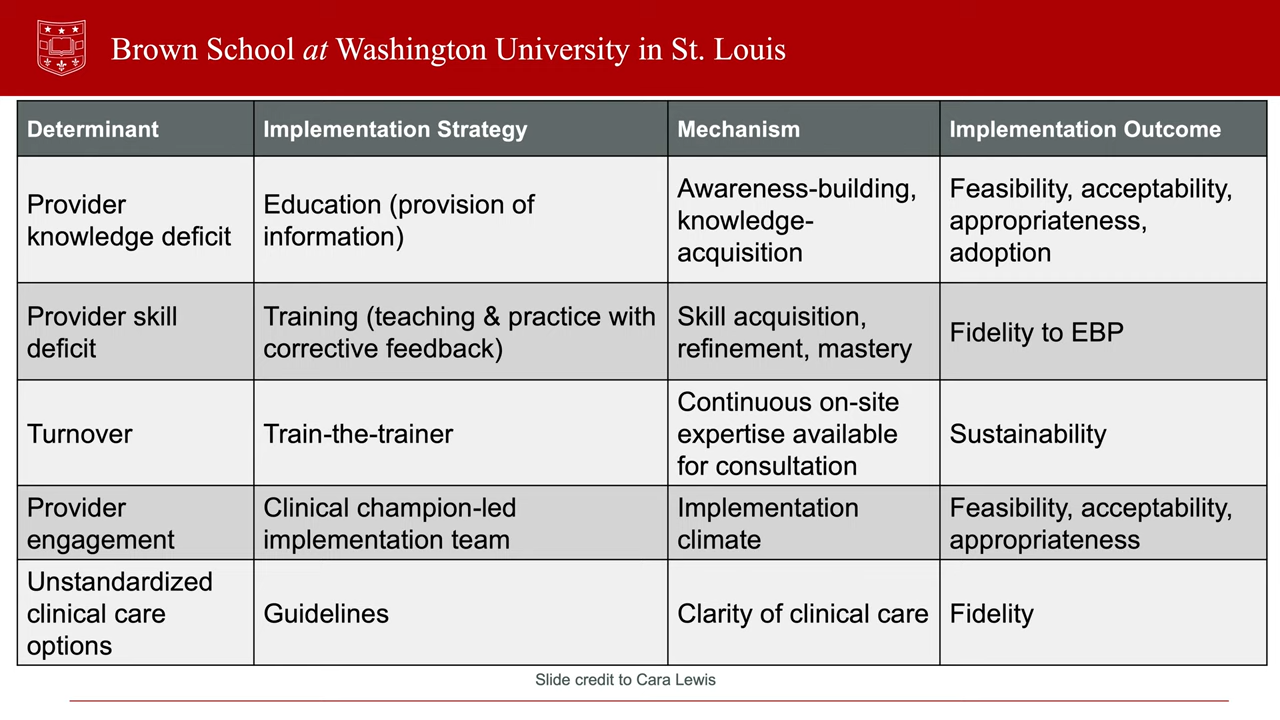 Brown School at Washington University in St. Louis
Determinant
Implementation Strategy
Mechanism
Implementation Outcome
Provider
knowledge deficit
Education (provision of
information)
Awareness-building,
knowledge-
acquisition
Feasibility, acceptability,
appropriateness,
adoption
Provider skill
deficit
Training (teaching & practice with
corrective feedback)
Skill acquisition,
refinement, mastery
Fidelity to EBP
Turnover
Train-the-trainer
Continuous on-site
expertise available
for consultation
Sustainability
Provider
engagement
Clinical champion-led
implementation team
Implementation
climate
Feasibility, acceptability,
appropriateness
Unstandardized
clinical care
options
Guidelines
Clarity of clinical care
Fidelity
Slide credit to Cara Lewis